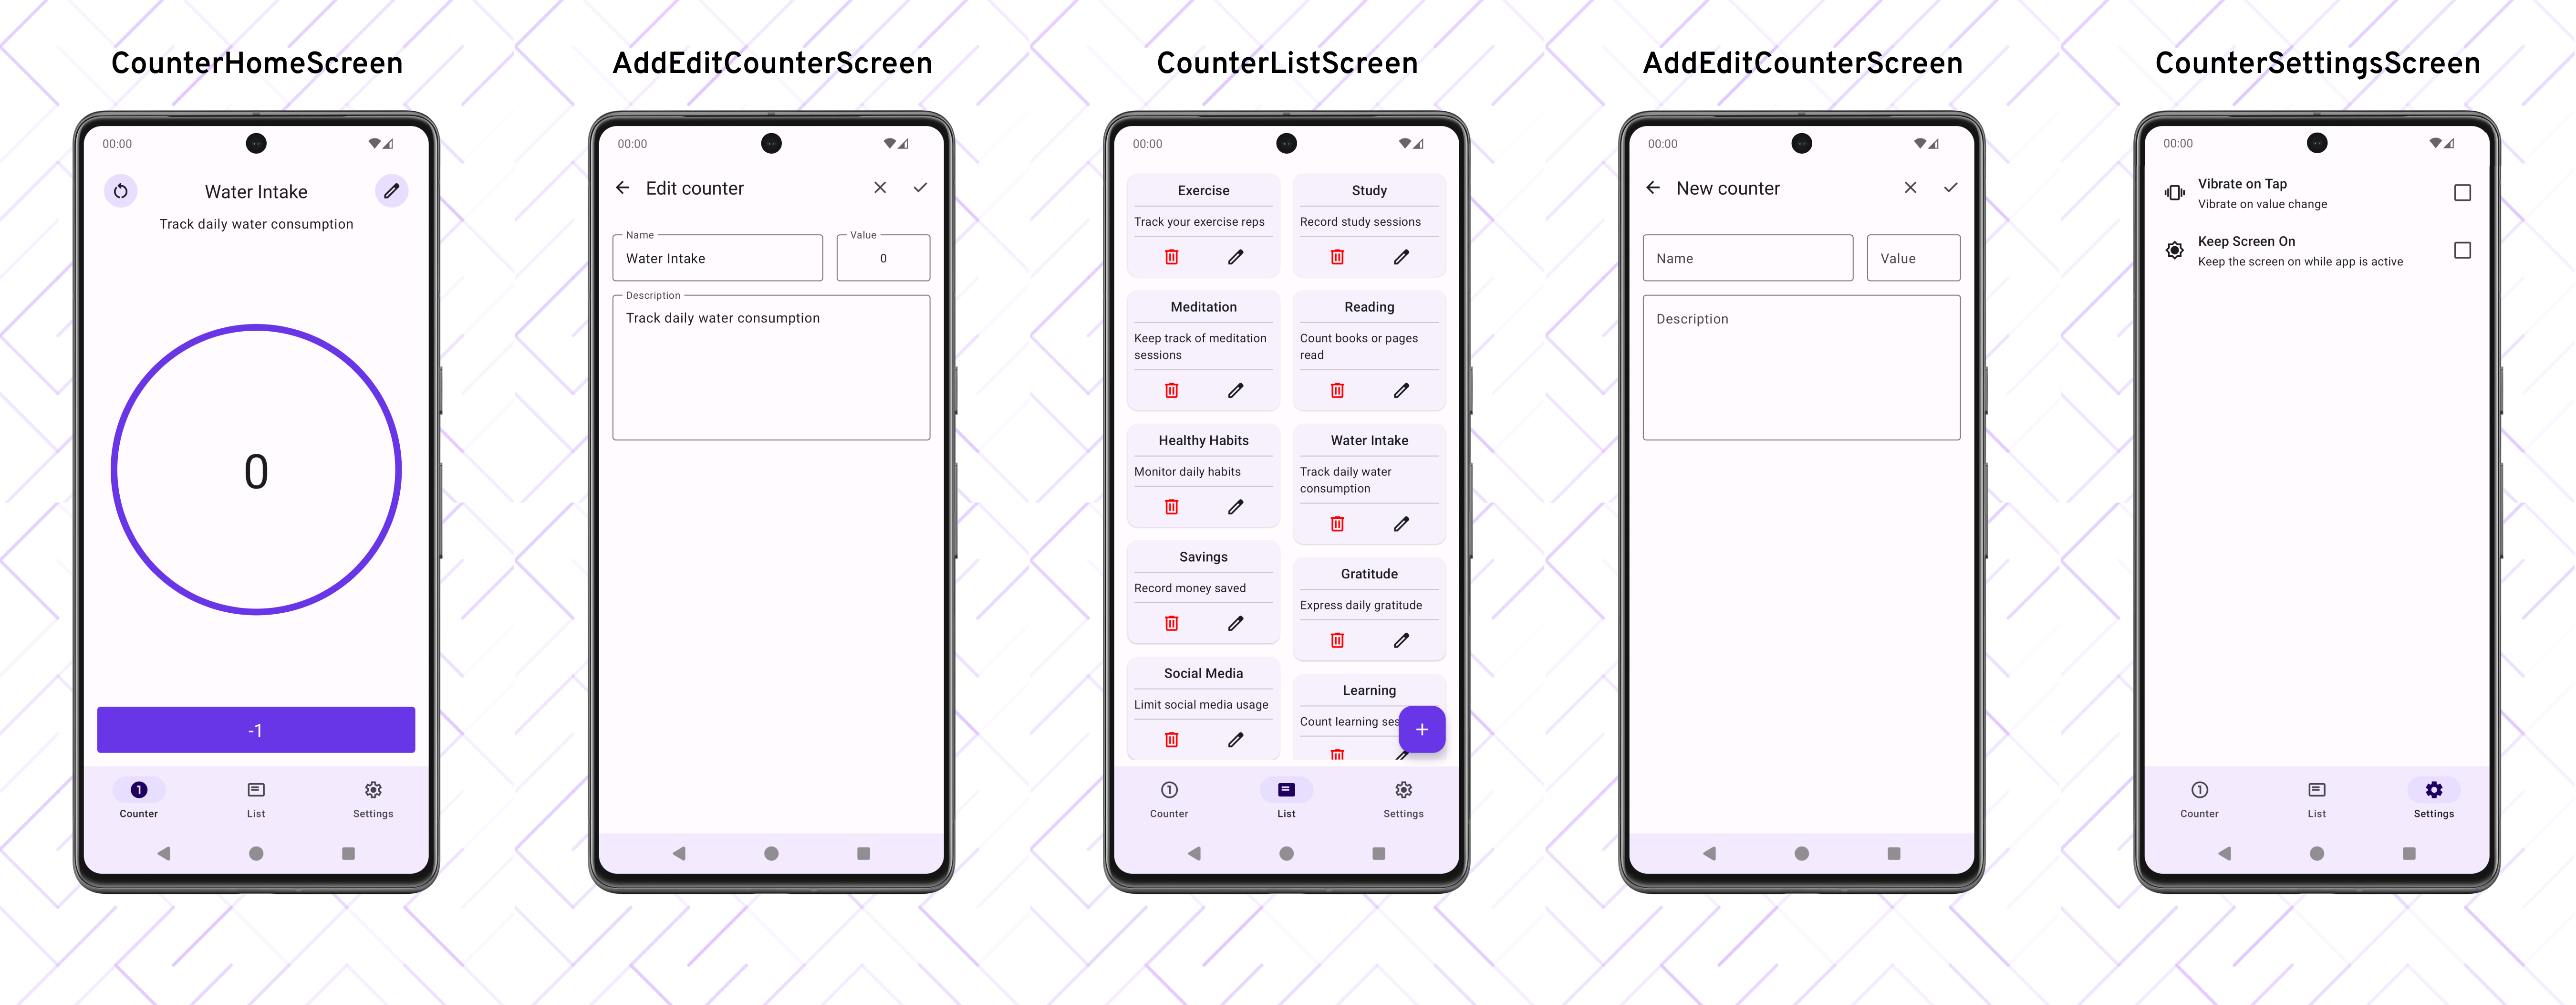 CounterHomeScreen
00:00
Water Intake
Track daily water consumption
0
-1
Counter
List
Settings
AddEditCounterScreen
00:00
Edit counter
Name
Value
Water Intake
0
Description
Track daily water consumption
CounterListScreen
00:00
Exercise
Track your exercise reps
Study
Record study sessions
Meditation
Keep track of meditation
sessions
Reading
Count books or pages
read
Healthy Habits
Monitor daily habits
Water Intake
Track daily water
consumption
Savings
Record money saved
Gratitude
Express daily gratitude
Social Media
Limit social media usage
Learning
Count learning ses
+
1
Counter
List
Settings
AddEditCounterScreen
00:00
New counter
Name
Value
Description
CounterSettingsScreen
00:00
Vibrate on Tap
Vibrate on value change
Keep Screen On
Keep the screen on while app is active
1
Counter
List
Settings